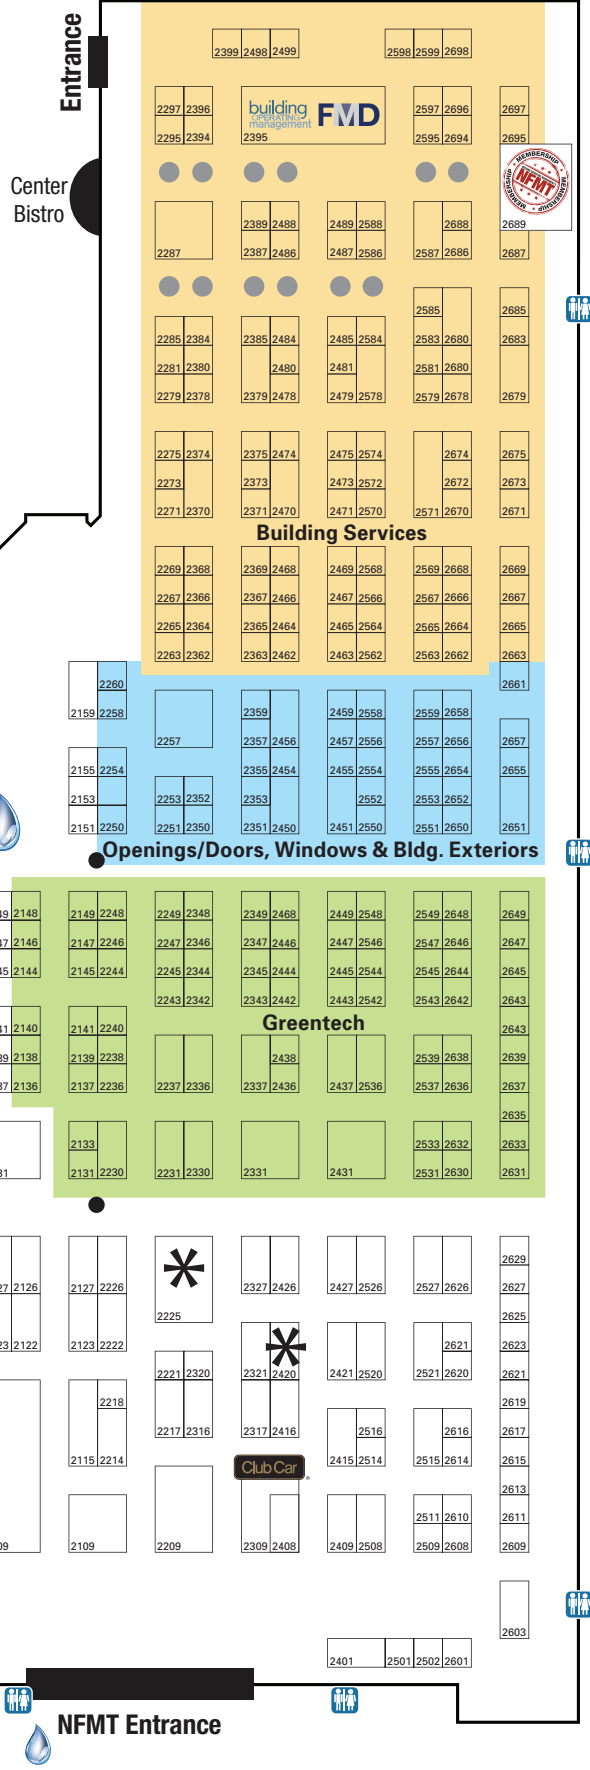 Entrance
2399 2498 2499 2598 2599 2698
2297 2396 building FMD 2597 2696 2697
OPERATING
management
2295 2394 2395 2595 2694 2695
Center
Bistro
MEMBERSHIP NFMT MEMBERSHIP MEMBERSHIP MEMBERSHIP
2389 2488 2489 2588 2688 2689
2287 2387 2486 2487 2586 2587 2686 2687
2585 2685
2285 2384 2385 2484 2485 2584 2583 2680 2683
2281 2380 2480 2481 2581 2680
2279 2378 2379 2478 2479 2578 2579 2678 2679
2275 2374 2375 2474 2475 2574 2674 2675
2273 2373 2473 2572 2672 2673
2271 2370 2371 2470 2471 2570 2571 2670 2671
Building Services
2269 2368 2369 2468 2469 2568 2569 2668 2669
2267 2366 2367 2466 2467 2566 2567 2666 2667
2265 2364 2365 2464 2465 2564 2565 2664 2665
2263 2362 2363 2462 2463 2562 2563 2662 2663
2260 2661
2159 2258 2359 2459 2558 2559 2658
2257 2357 2456 2457 2556 2557 2656 2657
2155 2254 2355 2454 2455 2554 2555 2654 2655
2153 2253 2352 2353 2552 2553 2652
2151 2250 2251 2350 2351 2450 2451 2550 2551 2650 2651
Openings/Doors, Windows & Bldg. Exteriors
49 2148 2149 2248 2249 2348 2349 2468 2449 2548 2549 2648 2649
47 2146 2147 2246 2247 2346 2347 2446 2447 2546 2547 2646 2647
45 2144 2145 2244 2245 2344 2345 2444 2445 2544 2545 2644 2645
2243 2342 2343 2442 2443 2542 2543 2642 2643
Greentech
41 2140 2141 2240 2643
39 2138 2139 2238 2438 2539 2638 2639
37 2136 2137 2236 2237 2336 2337 2436 2437 2536 2537 2636 2637
2635
2133 2533 2632 2633
31 2131 2230 2231 2330 2331 2431 2531 2630 2631
2629
27 2126 2127 2226 2327 2426 2427 2526 2527 2626 2627
2225 2625
23 2122 2123 2222 2621 2623
2221 2320 2321 2420 2421 2520 2521 2620 2621
2218 2619
2217 2316 2317 2416 2516 2616 2617
2115 2214 Club Car 2415 2514 2515 2614 2615
2613
2511 2610 2611
09 2109 2209 2309 2408 2409 2508 2509 2608 2609
2603
2401 2501 2502 2601
NFMT Entrance